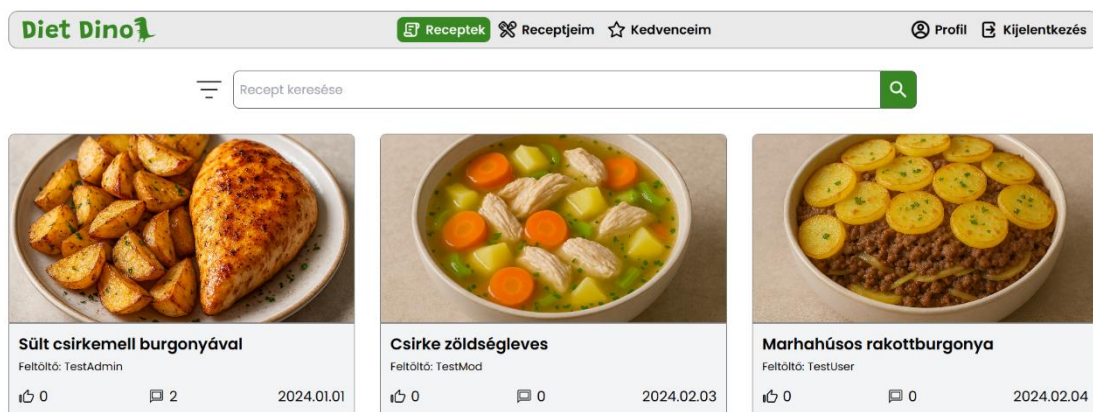 Diet Dino
Receptek Receptjeim Kedvenceim
Profil Kijelentkezés
Recept keresése
Sült csirkemell burgonyával
Feltöltő: TestAdmin
0 2 2024.01.01
Csirke zöldségleves
Feltöltő: TestMod
0 0 2024.02.03
Marhahúsos rakottburgonya
Feltöltő: TestUser
0 0 2024.02.04